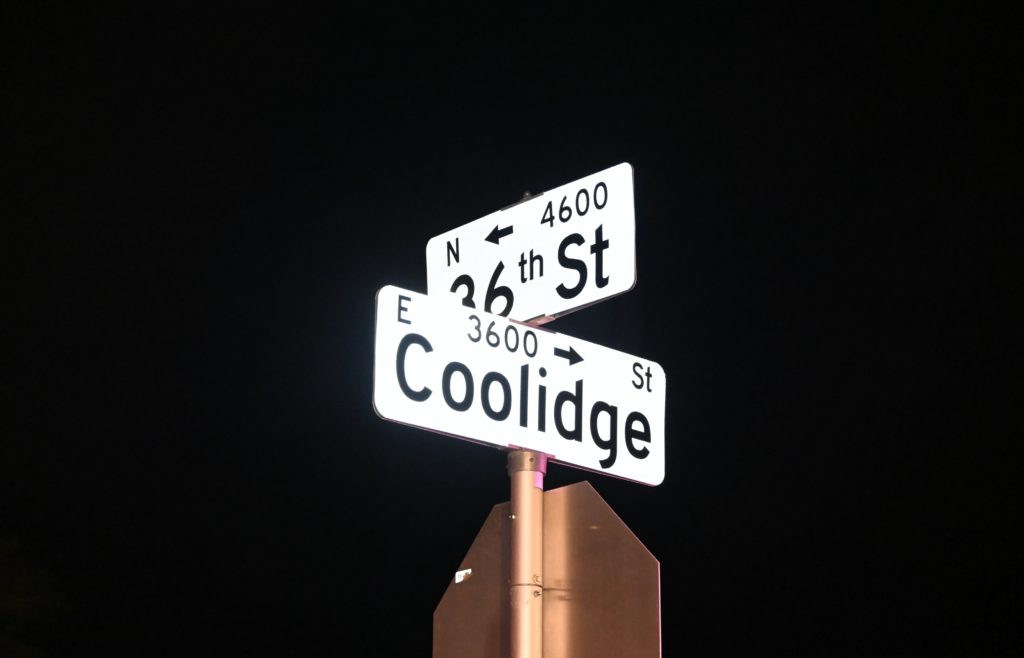 N ← 4600
36th St
E 3600 → St
Coolidge